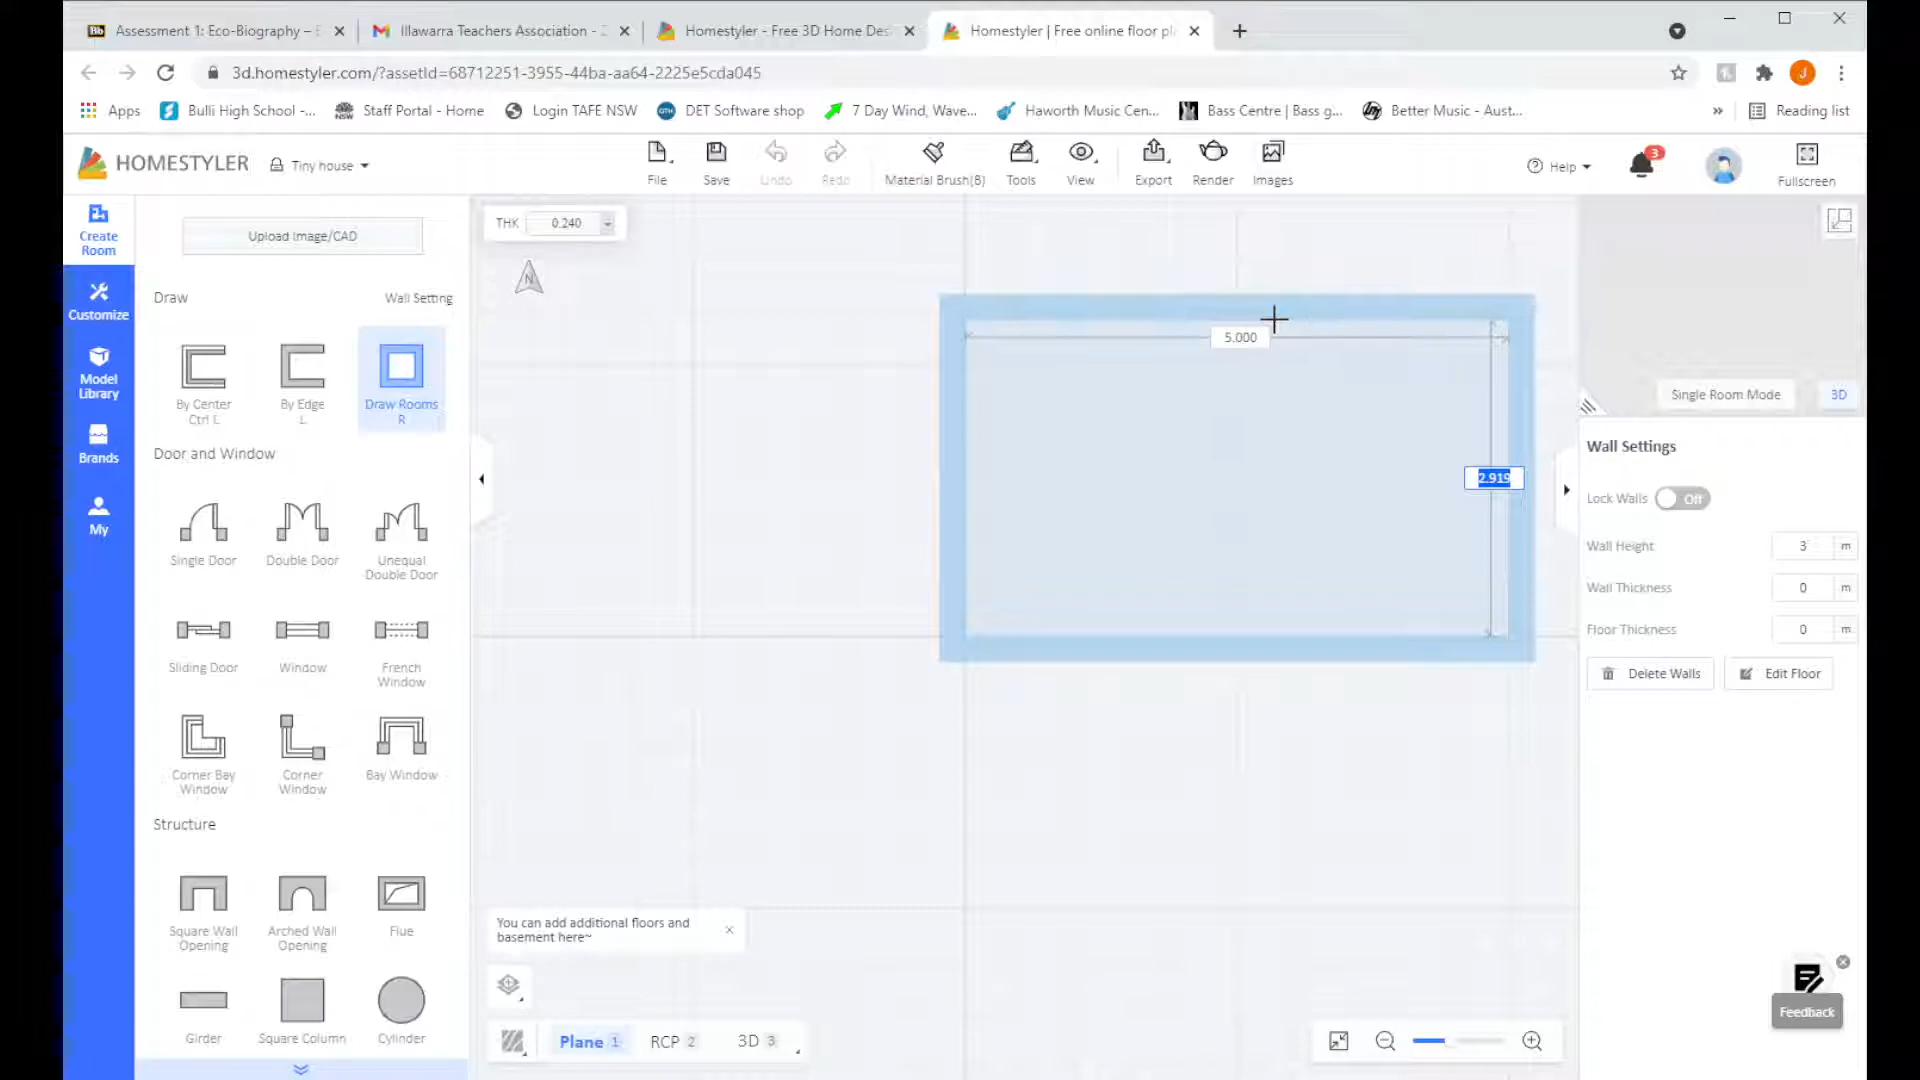 Assessment 1: Eco-Biography –
Illawarra Teachers Association -
Homestyler - Free 3D Home Des
Homestyler | Free online floor pl
3d.homestyler.com/?assetId=68712251-3955-44ba-aa64-2225e5cda045
J
Apps
Bulli High School -...
Staff Portal - Home
Login TAFE NSW
DET Software shop
7 Day Wind, Wave...
Haworth Music Cen...
Bass Centre | Bass g...
Better Music - Aust...
»
Reading list
HOMESTYLER
Tiny house
File
Save
Undo
Redo
Material Brush(B)
Tools
View
Export
Render
Images
Help
3
Fullscreen
Create
Room
Customize
Model
Library
Brands
My
Upload Image/CAD
Draw
Wall Setting
By Center
Ctrl L
By Edge
L
Draw Rooms
R
Door and Window
Single Door
Double Door
Unequal
Double Door
Sliding Door
Window
French
Window
Corner Bay
Window
Corner
Window
Bay Window
Structure
Square Wall
Opening
Arched Wall
Opening
Flue
Girder
Square Column
Cylinder
THK 0.240
N
5.000
2.919
You can add additional floors and
basement here~
Plane 1
RCP 2
3D 3
Single Room Mode
3D
Wall Settings
Lock Walls Off
Wall Height 3 m
Wall Thickness 0 m
Floor Thickness 0 m
Delete Walls
Edit Floor
Feedback